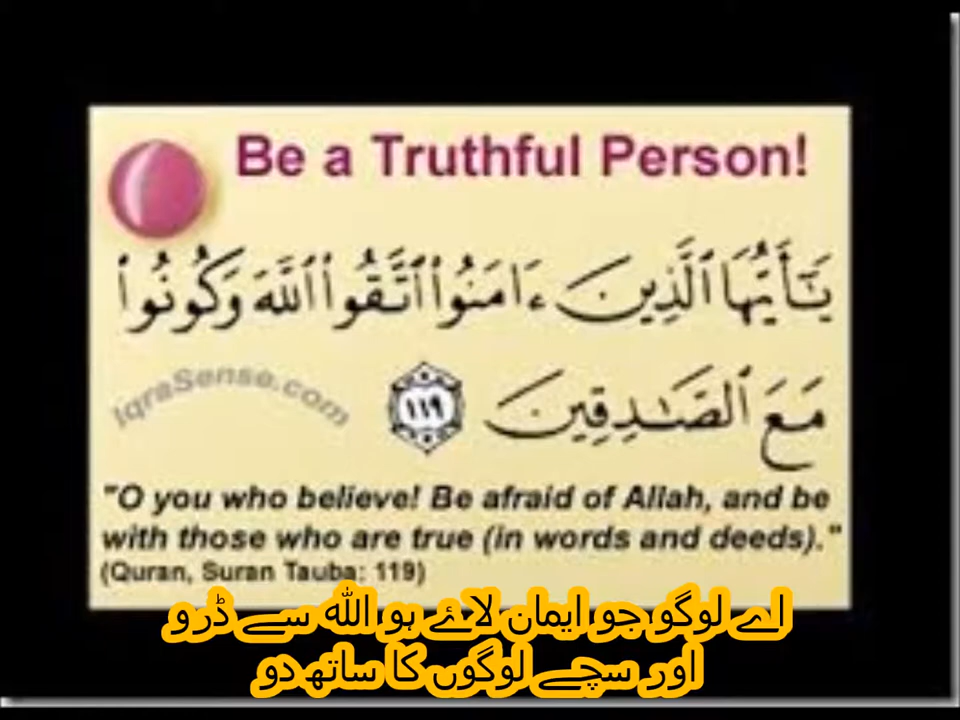 Be a Truthful Person!
يَـٰٓأَيُّهَا ٱلَّذِينَ ءَامَنُوا۟ ٱتَّقُوا۟ ٱللَّهَ وَكُونُوا۟
مَعَ ٱلصَّـٰدِقِينَ ١١٩
IqraSense.com
"O you who believe! Be afraid of Allah, and be
with those who are true (in words and deeds)."
(Quran, Suran Tauba: 119)
اے لوگو جو ایمان لاۓ ہو اللہ سے ڈرو
اور سچے لوگوں کا ساتھ دو